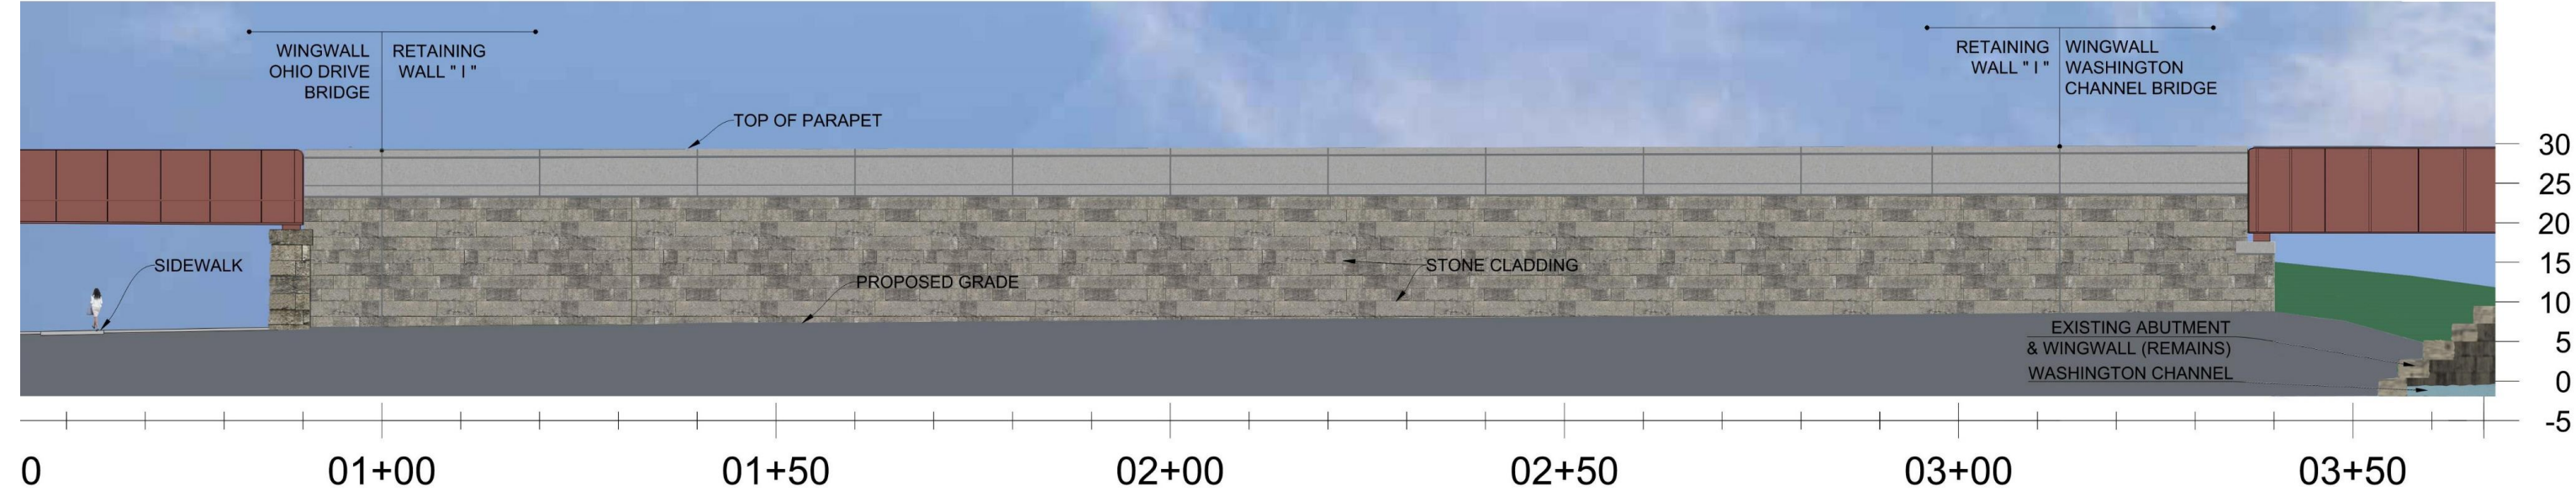 WINGWALL
OHIO DRIVE
BRIDGE
RETAINING
WALL " I "
RETAINING
WALL " I "
WINGWALL
WASHINGTON
CHANNEL BRIDGE
TOP OF PARAPET
30
25
20
15
10
5
0
-5
SIDEWALK
PROPOSED GRADE
STONE CLADDING
EXISTING ABUTMENT
& WINGWALL (REMAINS)
WASHINGTON CHANNEL
0
01+00
01+50
02+00
02+50
03+00
03+50